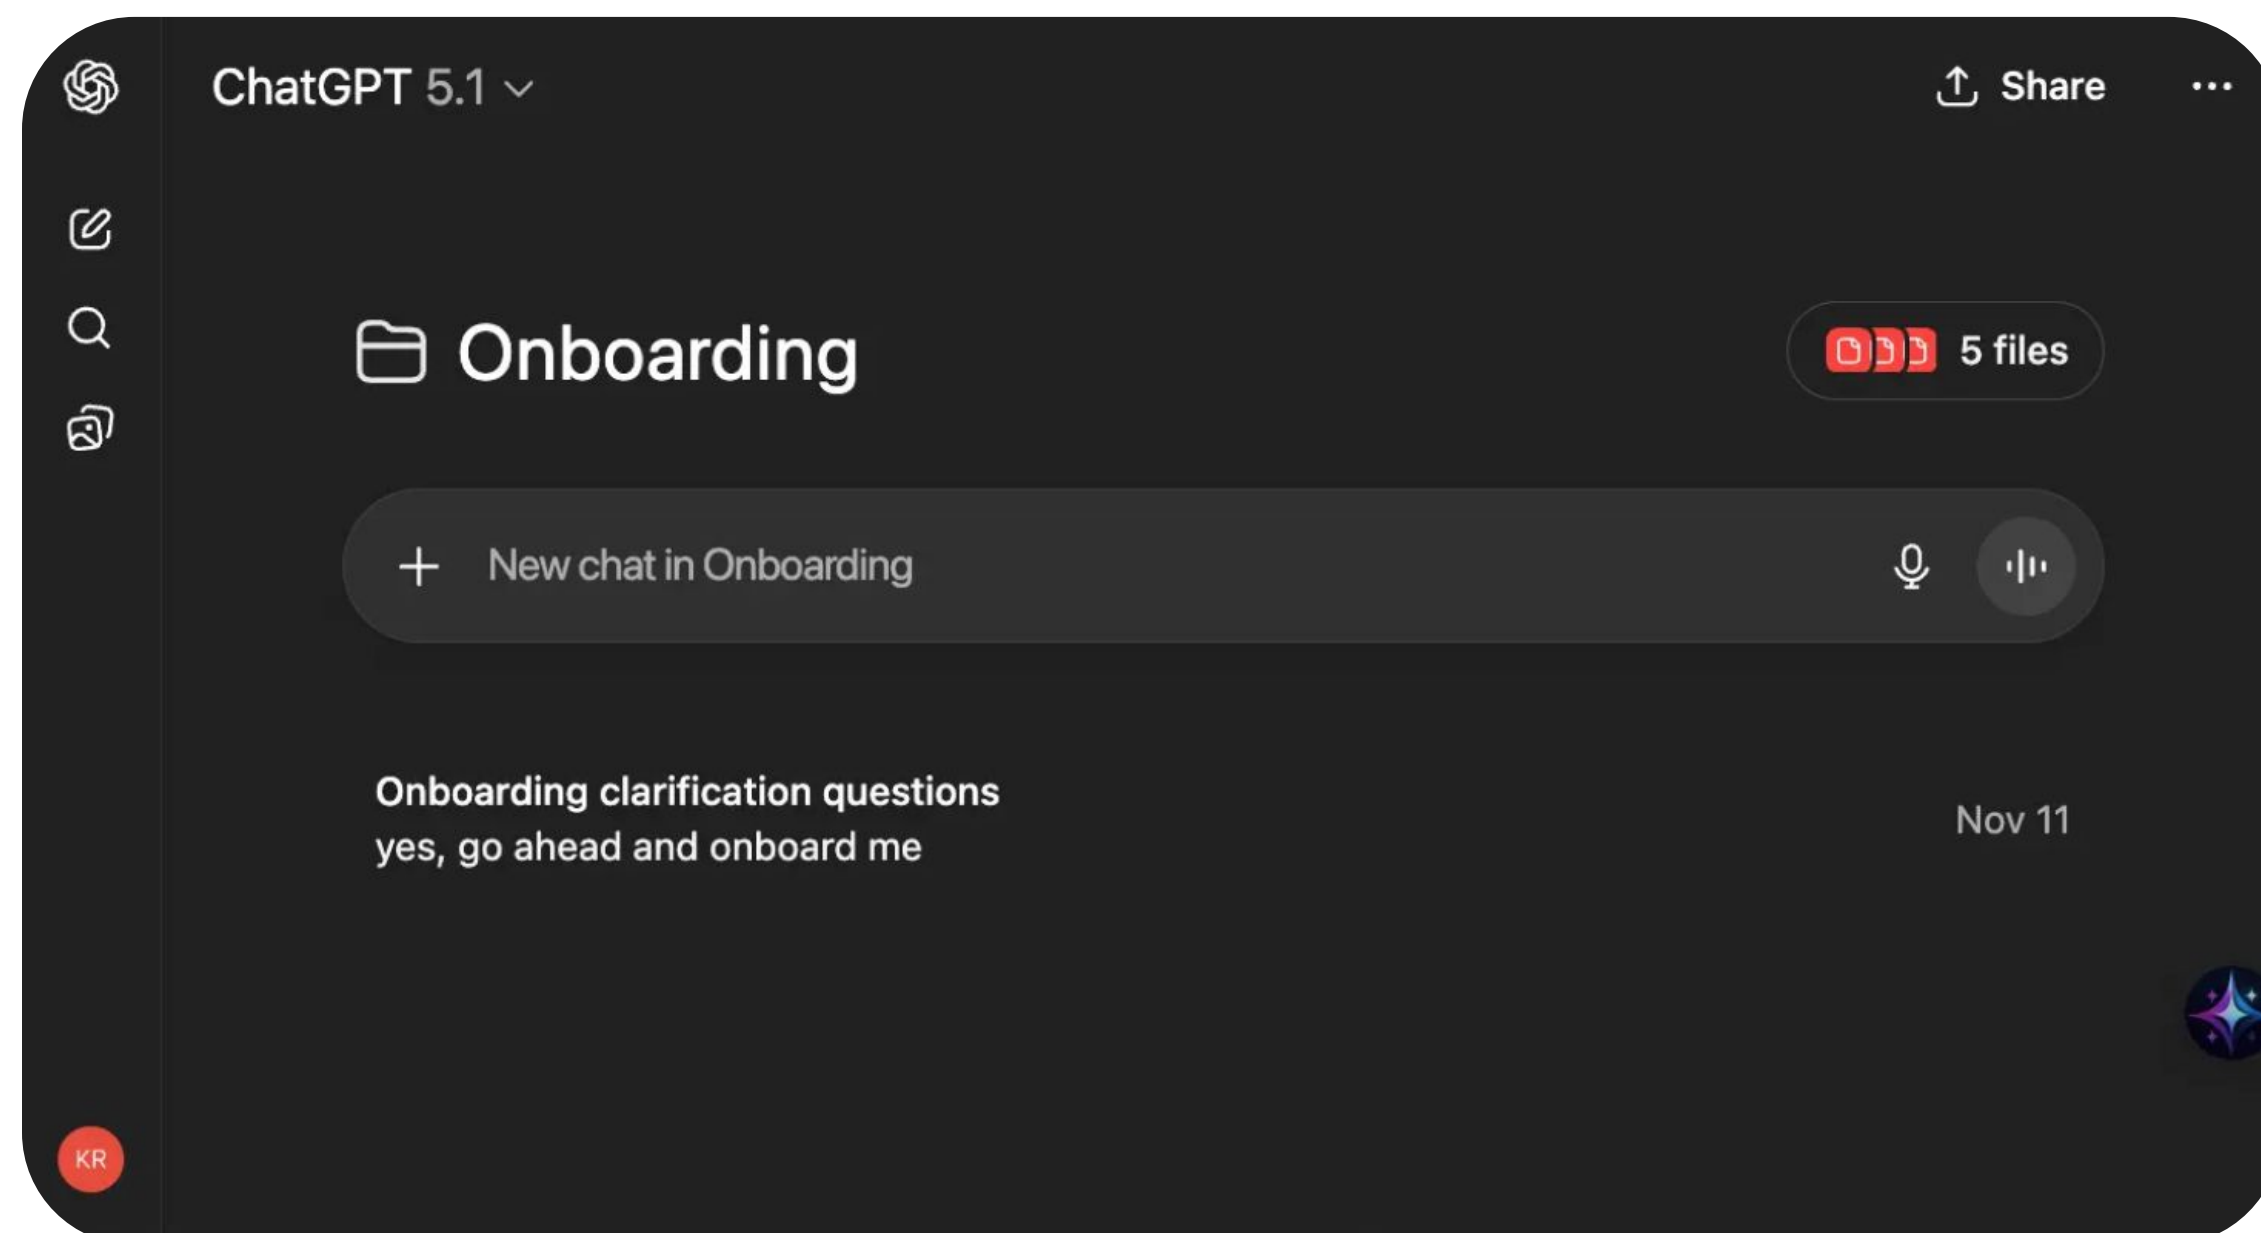 ChatGPT 5.1
Share
Onboarding
5 files
New chat in Onboarding
Onboarding clarification questions
yes, go ahead and onboard me
Nov 11
KR